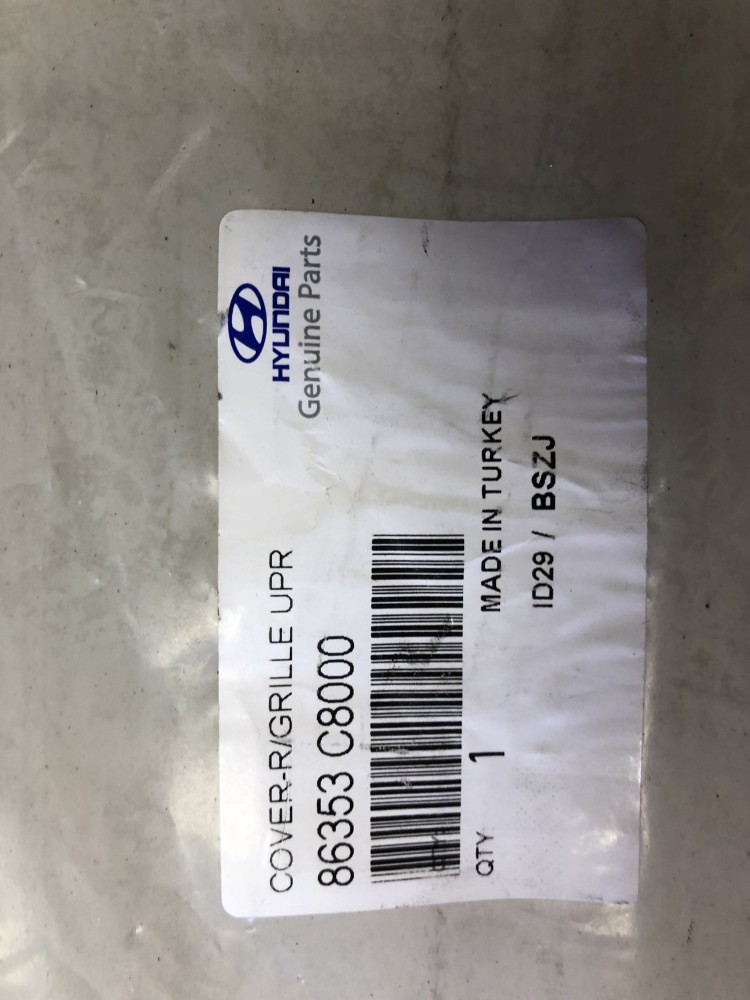 HYUNDAI
Genuine Parts
COVER-R/GRILLE UPR
86353 C8000
MADE IN TURKEY
QTY 1
ID29 / BSZJ